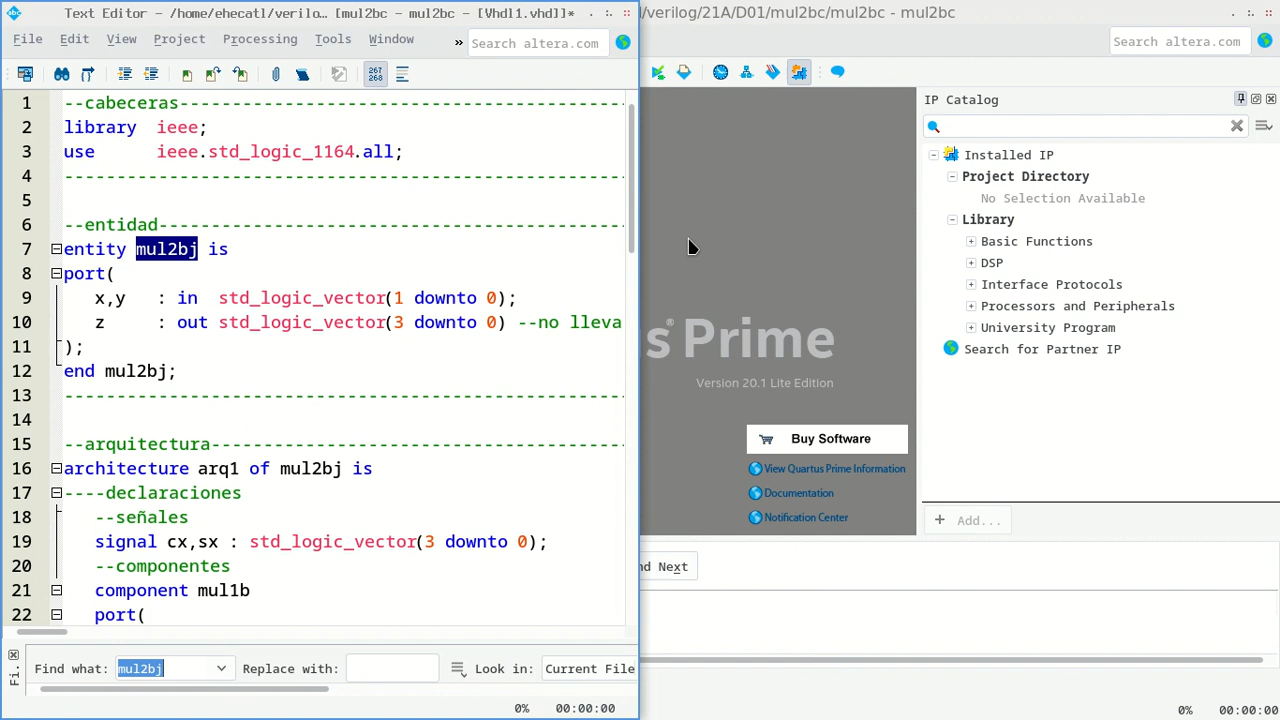 Text Editor - /home/ehecatl/verilo... [mul2bc - mul2bc - [Vhdl1.vhd]]*
/verilog/21A/D01/mul2bc/mul2bc - mul2bc
File Edit View Project Processing Tools Window » Search altera.com
Search altera.com
1 --cabeceras-------------------------------------------
2 library ieee;
3 use ieee.std_logic_1164.all;
4 ------------------------------------------------------
5
6 --entidad---------------------------------------------
7 entity mul2bj is
8 port(
9 x,y : in std_logic_vector(1 downto 0);
10 z : out std_logic_vector(3 downto 0) --no lleva
11 );
12 end mul2bj;
13 ------------------------------------------------------
14
15 --arquitectura----------------------------------------
16 architecture arq1 of mul2bj is
17 ----declaraciones
18 --señales
19 signal cx,sx : std_logic_vector(3 downto 0);
20 --componentes
21 component mul1b
22 port(
Find what: mul2bj Replace with: Look in: Current File
Fi.
0% 00:00:00
s® Prime
Version 20.1 Lite Edition
Buy Software
View Quartus Prime Information
Documentation
Notification Center
IP Catalog
Installed IP
Project Directory
No Selection Available
Library
Basic Functions
DSP
Interface Protocols
Processors and Peripherals
University Program
Search for Partner IP
+ Add...
nd Next
0% 00:00:00